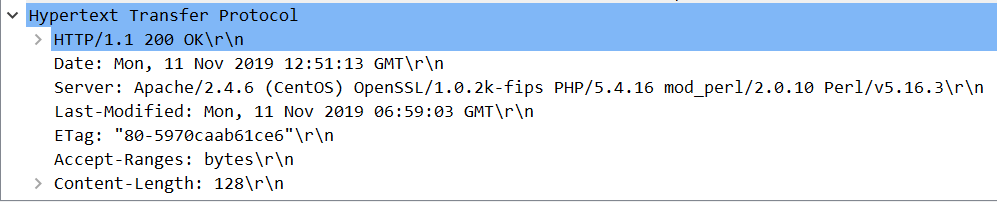 Hypertext Transfer Protocol
HTTP/1.1 200 OK\r\n
Date: Mon, 11 Nov 2019 12:51:13 GMT\r\n
Server: Apache/2.4.6 (CentOS) OpenSSL/1.0.2k-fips PHP/5.4.16 mod_perl/2.0.10 Perl/v5.16.3\r\n
Last-Modified: Mon, 11 Nov 2019 06:59:03 GMT\r\n
ETag: "80-5970caab61ce6"\r\n
Accept-Ranges: bytes\r\n
Content-Length: 128\r\n